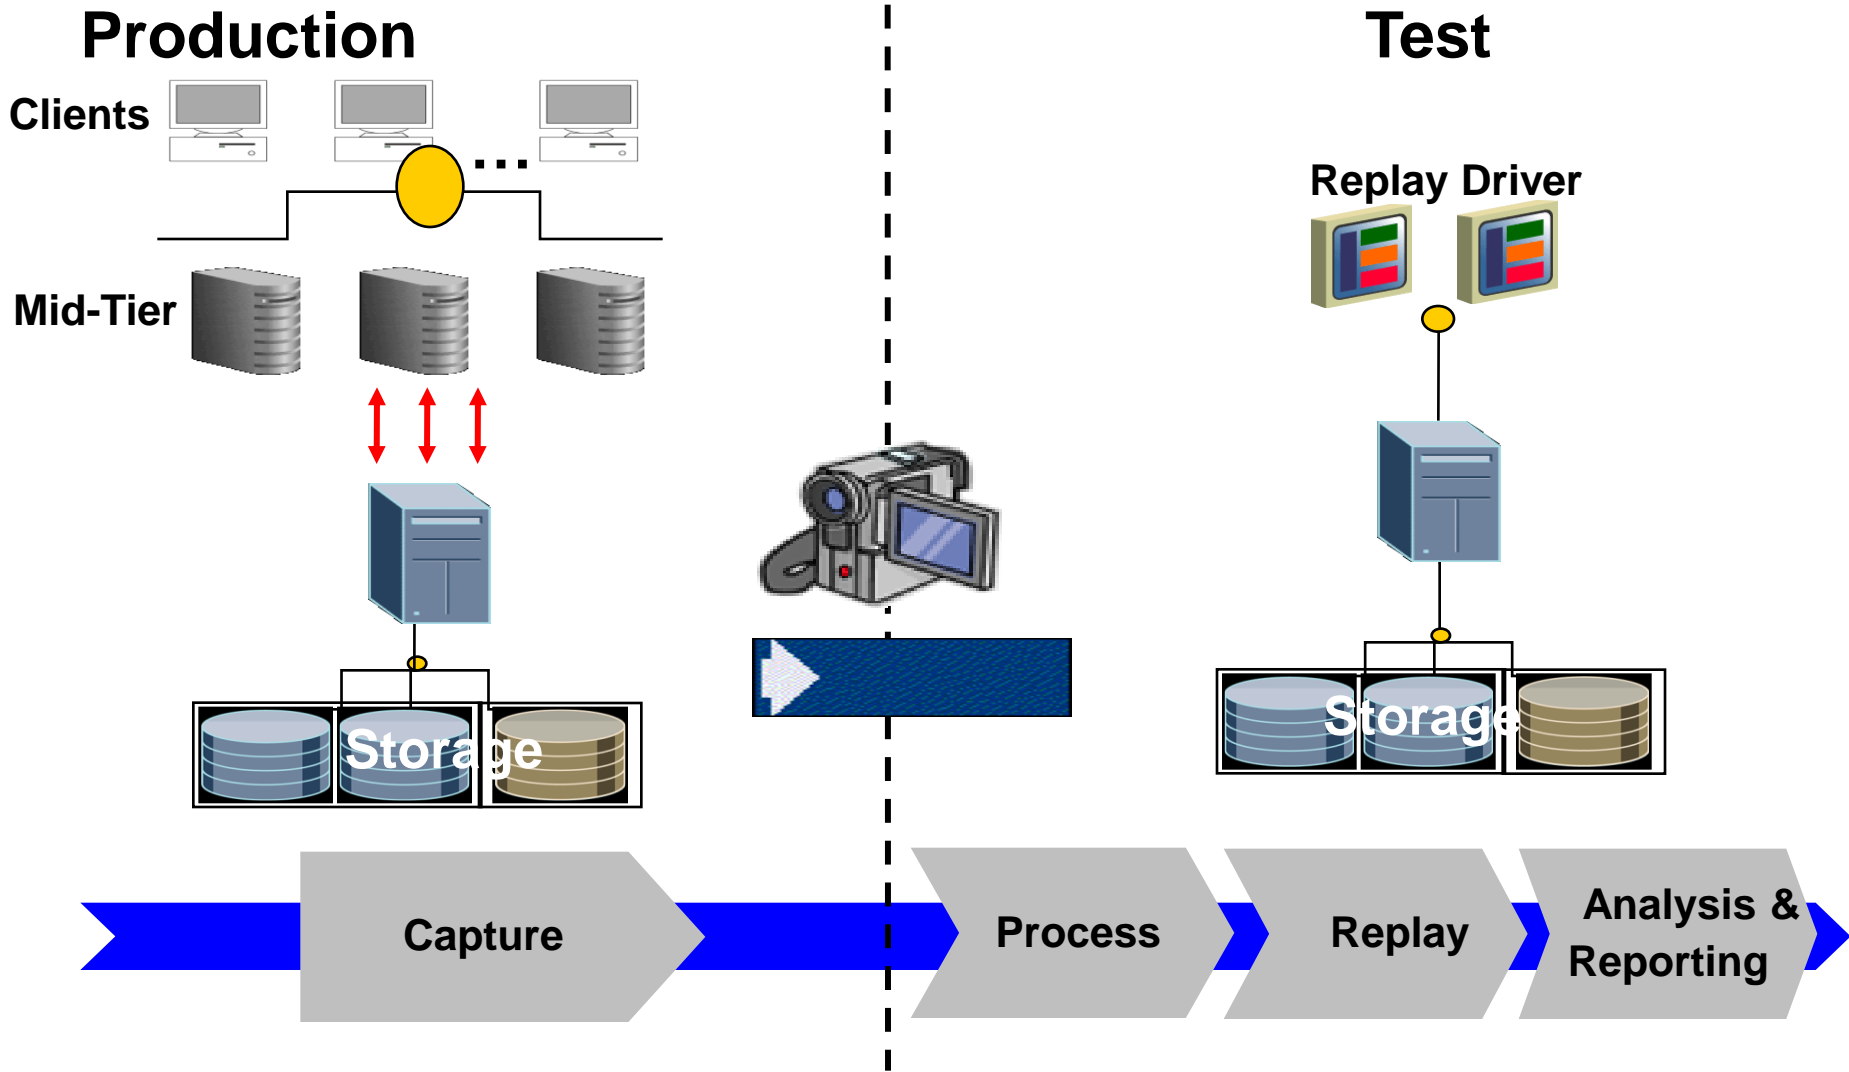 Production
Test
Clients
...
Replay Driver
Mid-Tier
Storage
Storage
Capture
Process
Replay
Analysis &
Reporting